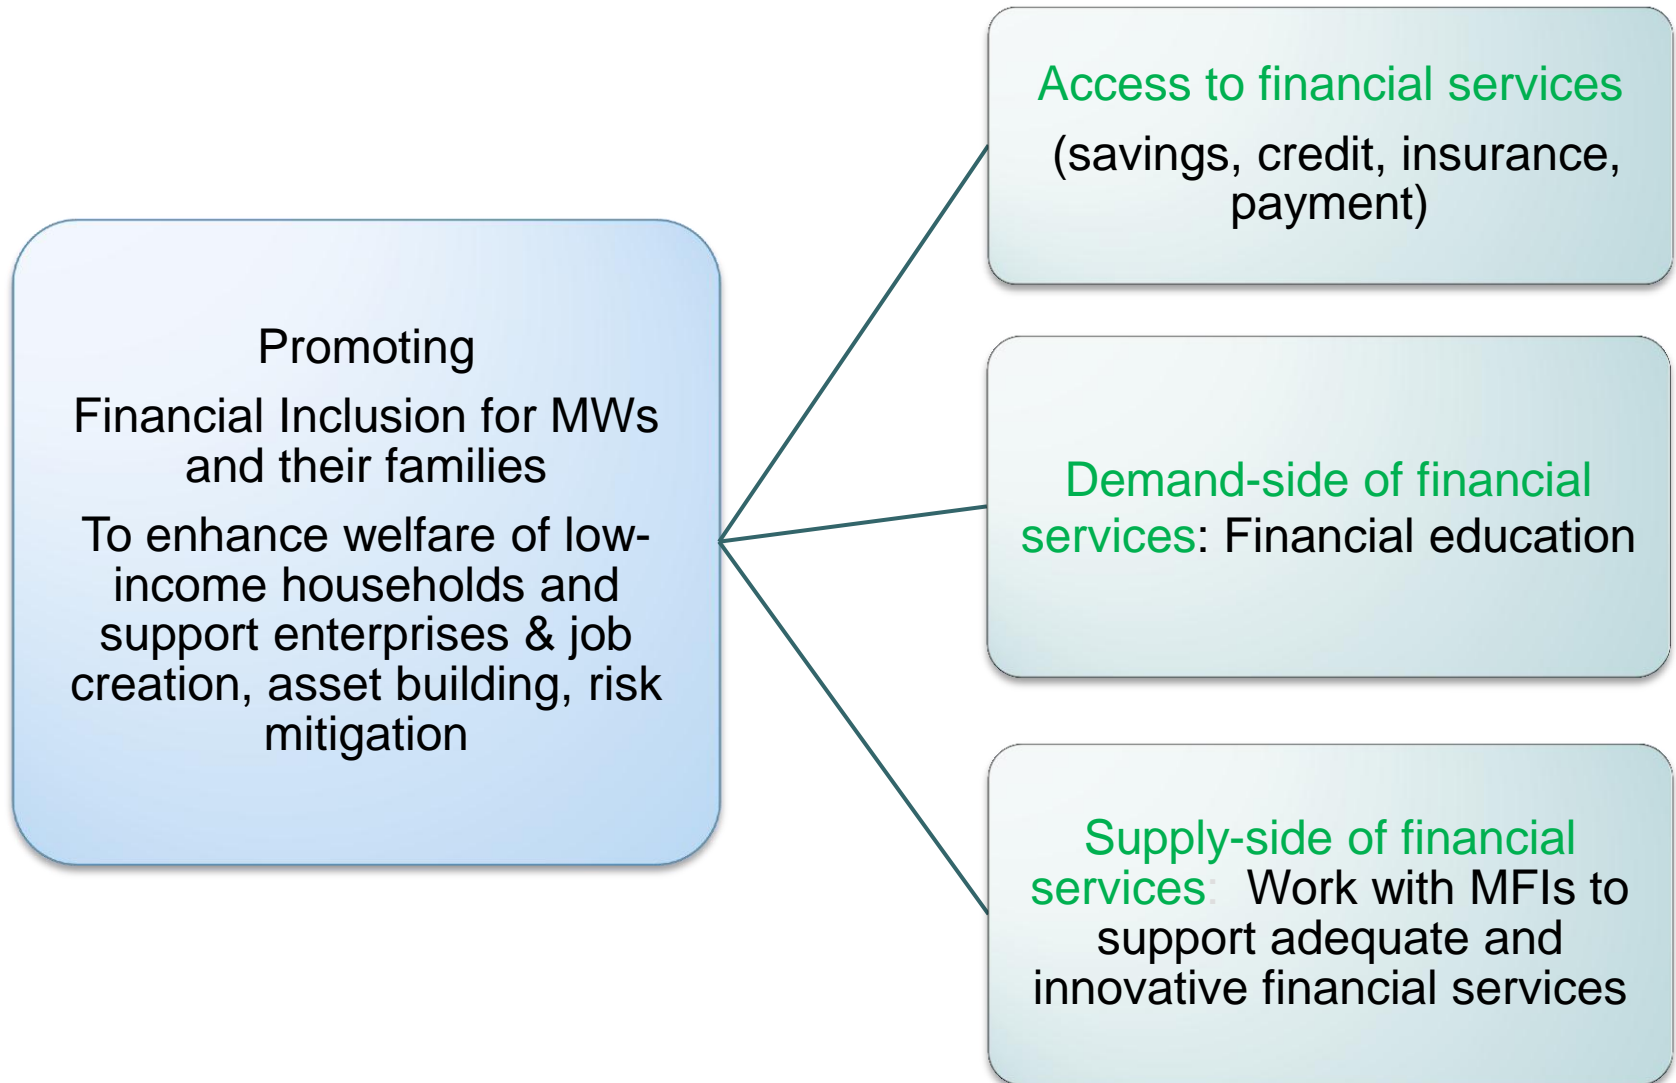 Promoting
Financial Inclusion for MWs
and their families
To enhance welfare of low-
income households and
support enterprises & job
creation, asset building, risk
mitigation
Access to financial services
(savings, credit, insurance,
payment)
Demand-side of financial
services: Financial education
Supply-side of financial
services: Work with MFIs to
support adequate and
innovative financial services